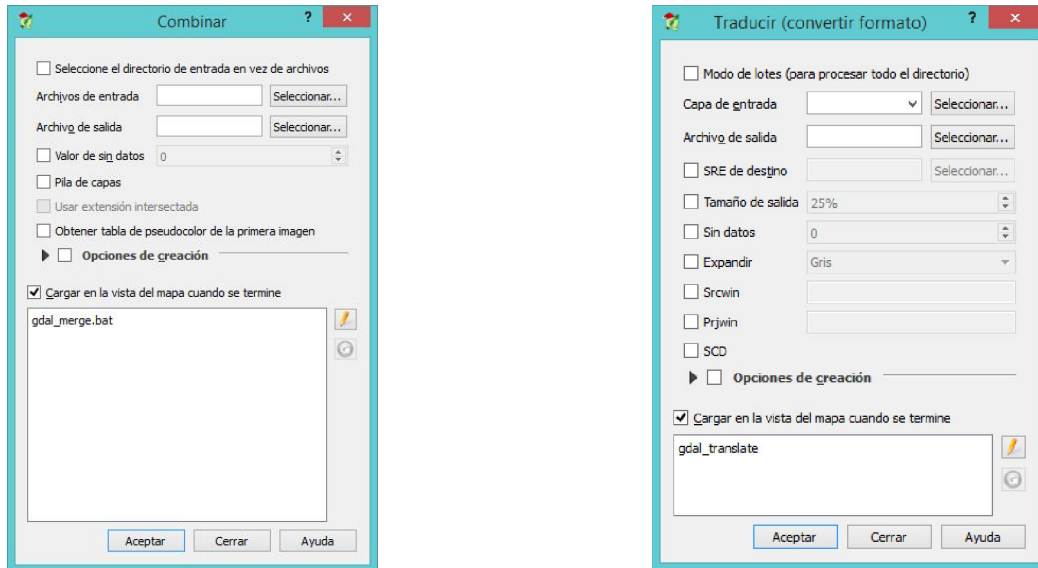 Combinar ? ×
Seleccione el directorio de entrada en vez de archivos
Archivos de entrada Seleccionar...
Archivo de salida Seleccionar...
Valor de sin datos 0
Pila de capas
Usar extensión intersectada
Obtener tabla de pseudocolor de la primera imagen
Opciones de creación
Cargar en la vista del mapa cuando se termine
gdal_merge.bat
Aceptar Cerrar Ayuda
Traducir (convertir formato) ? ×
Modo de lotes (para procesar todo el directorio)
Capa de entrada Seleccionar...
Archivo de salida Seleccionar...
SRE de destino Seleccionar...
Tamaño de salida 25%
Sin datos 0
Expandir Gris
Srcwin
Prjwin
SCD
Opciones de creación
Cargar en la vista del mapa cuando se termine
gdal_translate
Aceptar Cerrar Ayuda